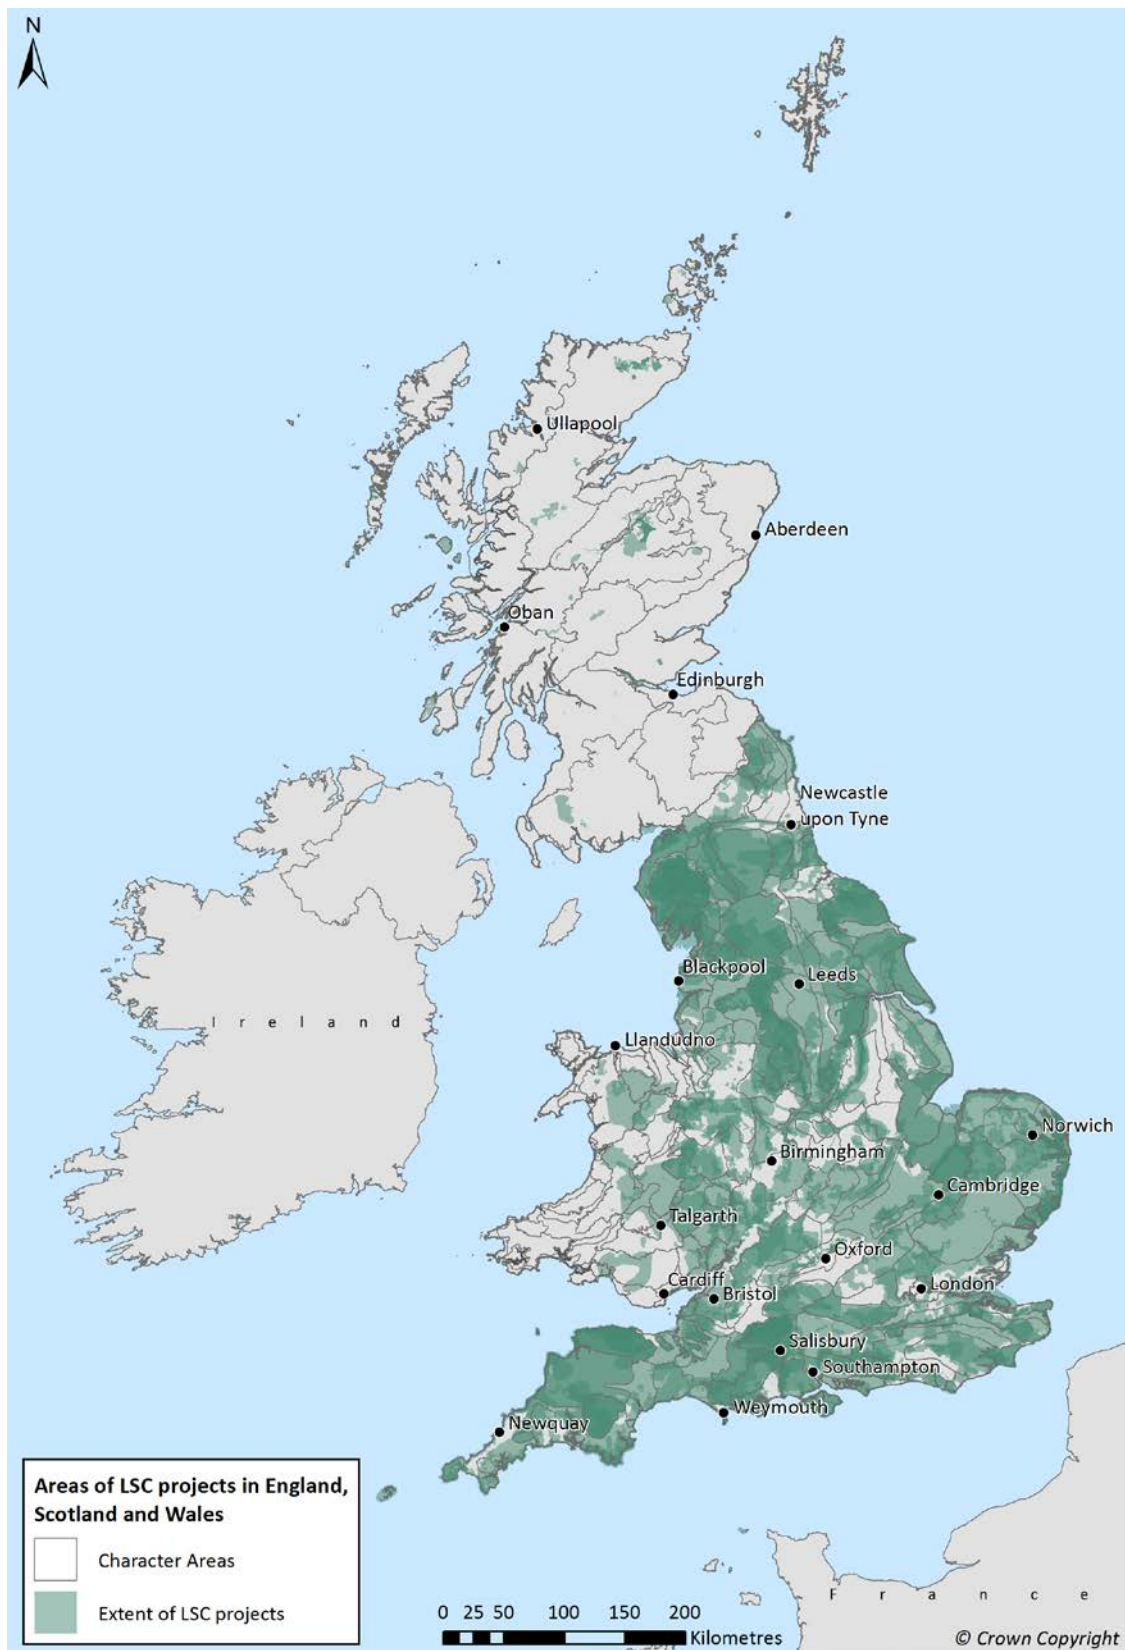 N
Ullapool
Aberdeen
Oban
Edinburgh
Newcastle
upon Tyne
Blackpool
Leeds
Ireland
Llandudno
Norwich
Birmingham
Cambridge
Talgarth
Oxford
Cardiff
London
Bristol
Salisbury
Southampton
Weymouth
Newquay
Areas of LSC projects in England,
Scotland and Wales
Character Areas
Extent of LSC projects
France
0 25 50 100 150 200
Kilometres
© Crown Copyright